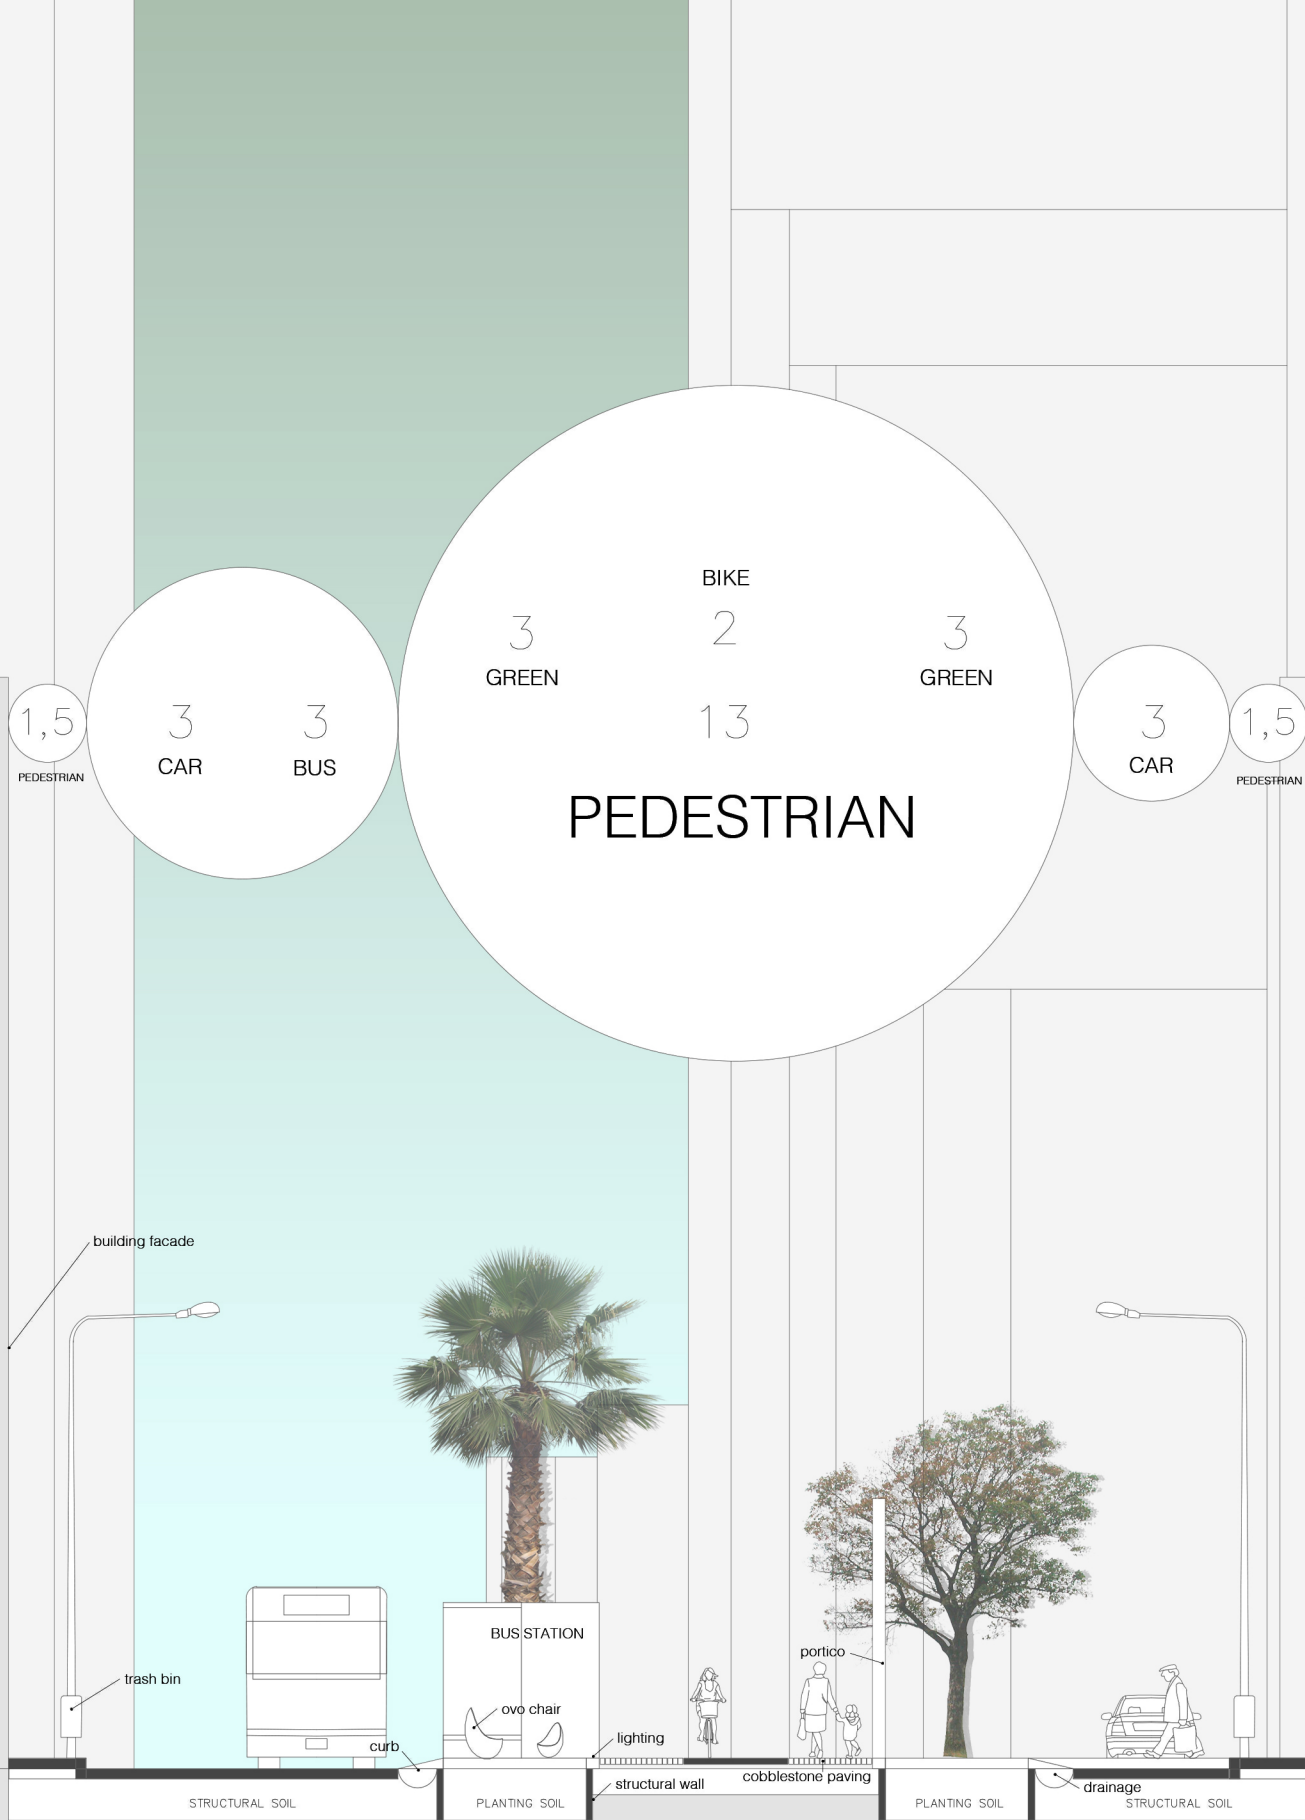 BIKE
3
2
3
GREEN
GREEN
1,5
3
3
13
3
1,5
CAR
BUS
CAR
PEDESTRIAN
PEDESTRIAN
PEDESTRIAN
building facade
BUS STATION
portico
trash bin
ovo chair
lighting
curb
cobblestone paving
structural wall
drainage
STRUCTURAL SOIL
PLANTING SOIL
PLANTING SOIL
STRUCTURAL SOIL